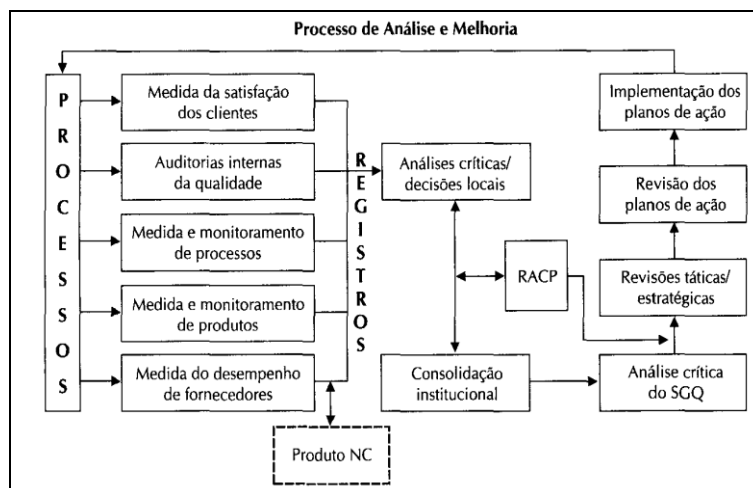 Processo de Análise e Melhoria
PROCESSOS
Medida da satisfação
dos clientes
Auditorias internas
da qualidade
Medida e monitoramento
de processos
Medida e monitoramento
de produtos
Medida do desempenho
de fornecedores
Produto NC
REGISTROS
Análises críticas/
decisões locais
RACP
Consolidação
institucional
Implementação dos
planos de ação
Revisão dos
planos de ação
Revisões táticas/
estratégicas
Análise crítica
do SGQ